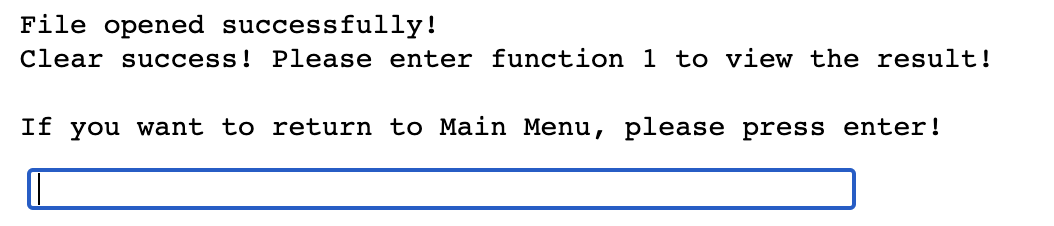 File opened successfully!
Clear success! Please enter function 1 to view the result!
If you want to return to Main Menu, please press enter!